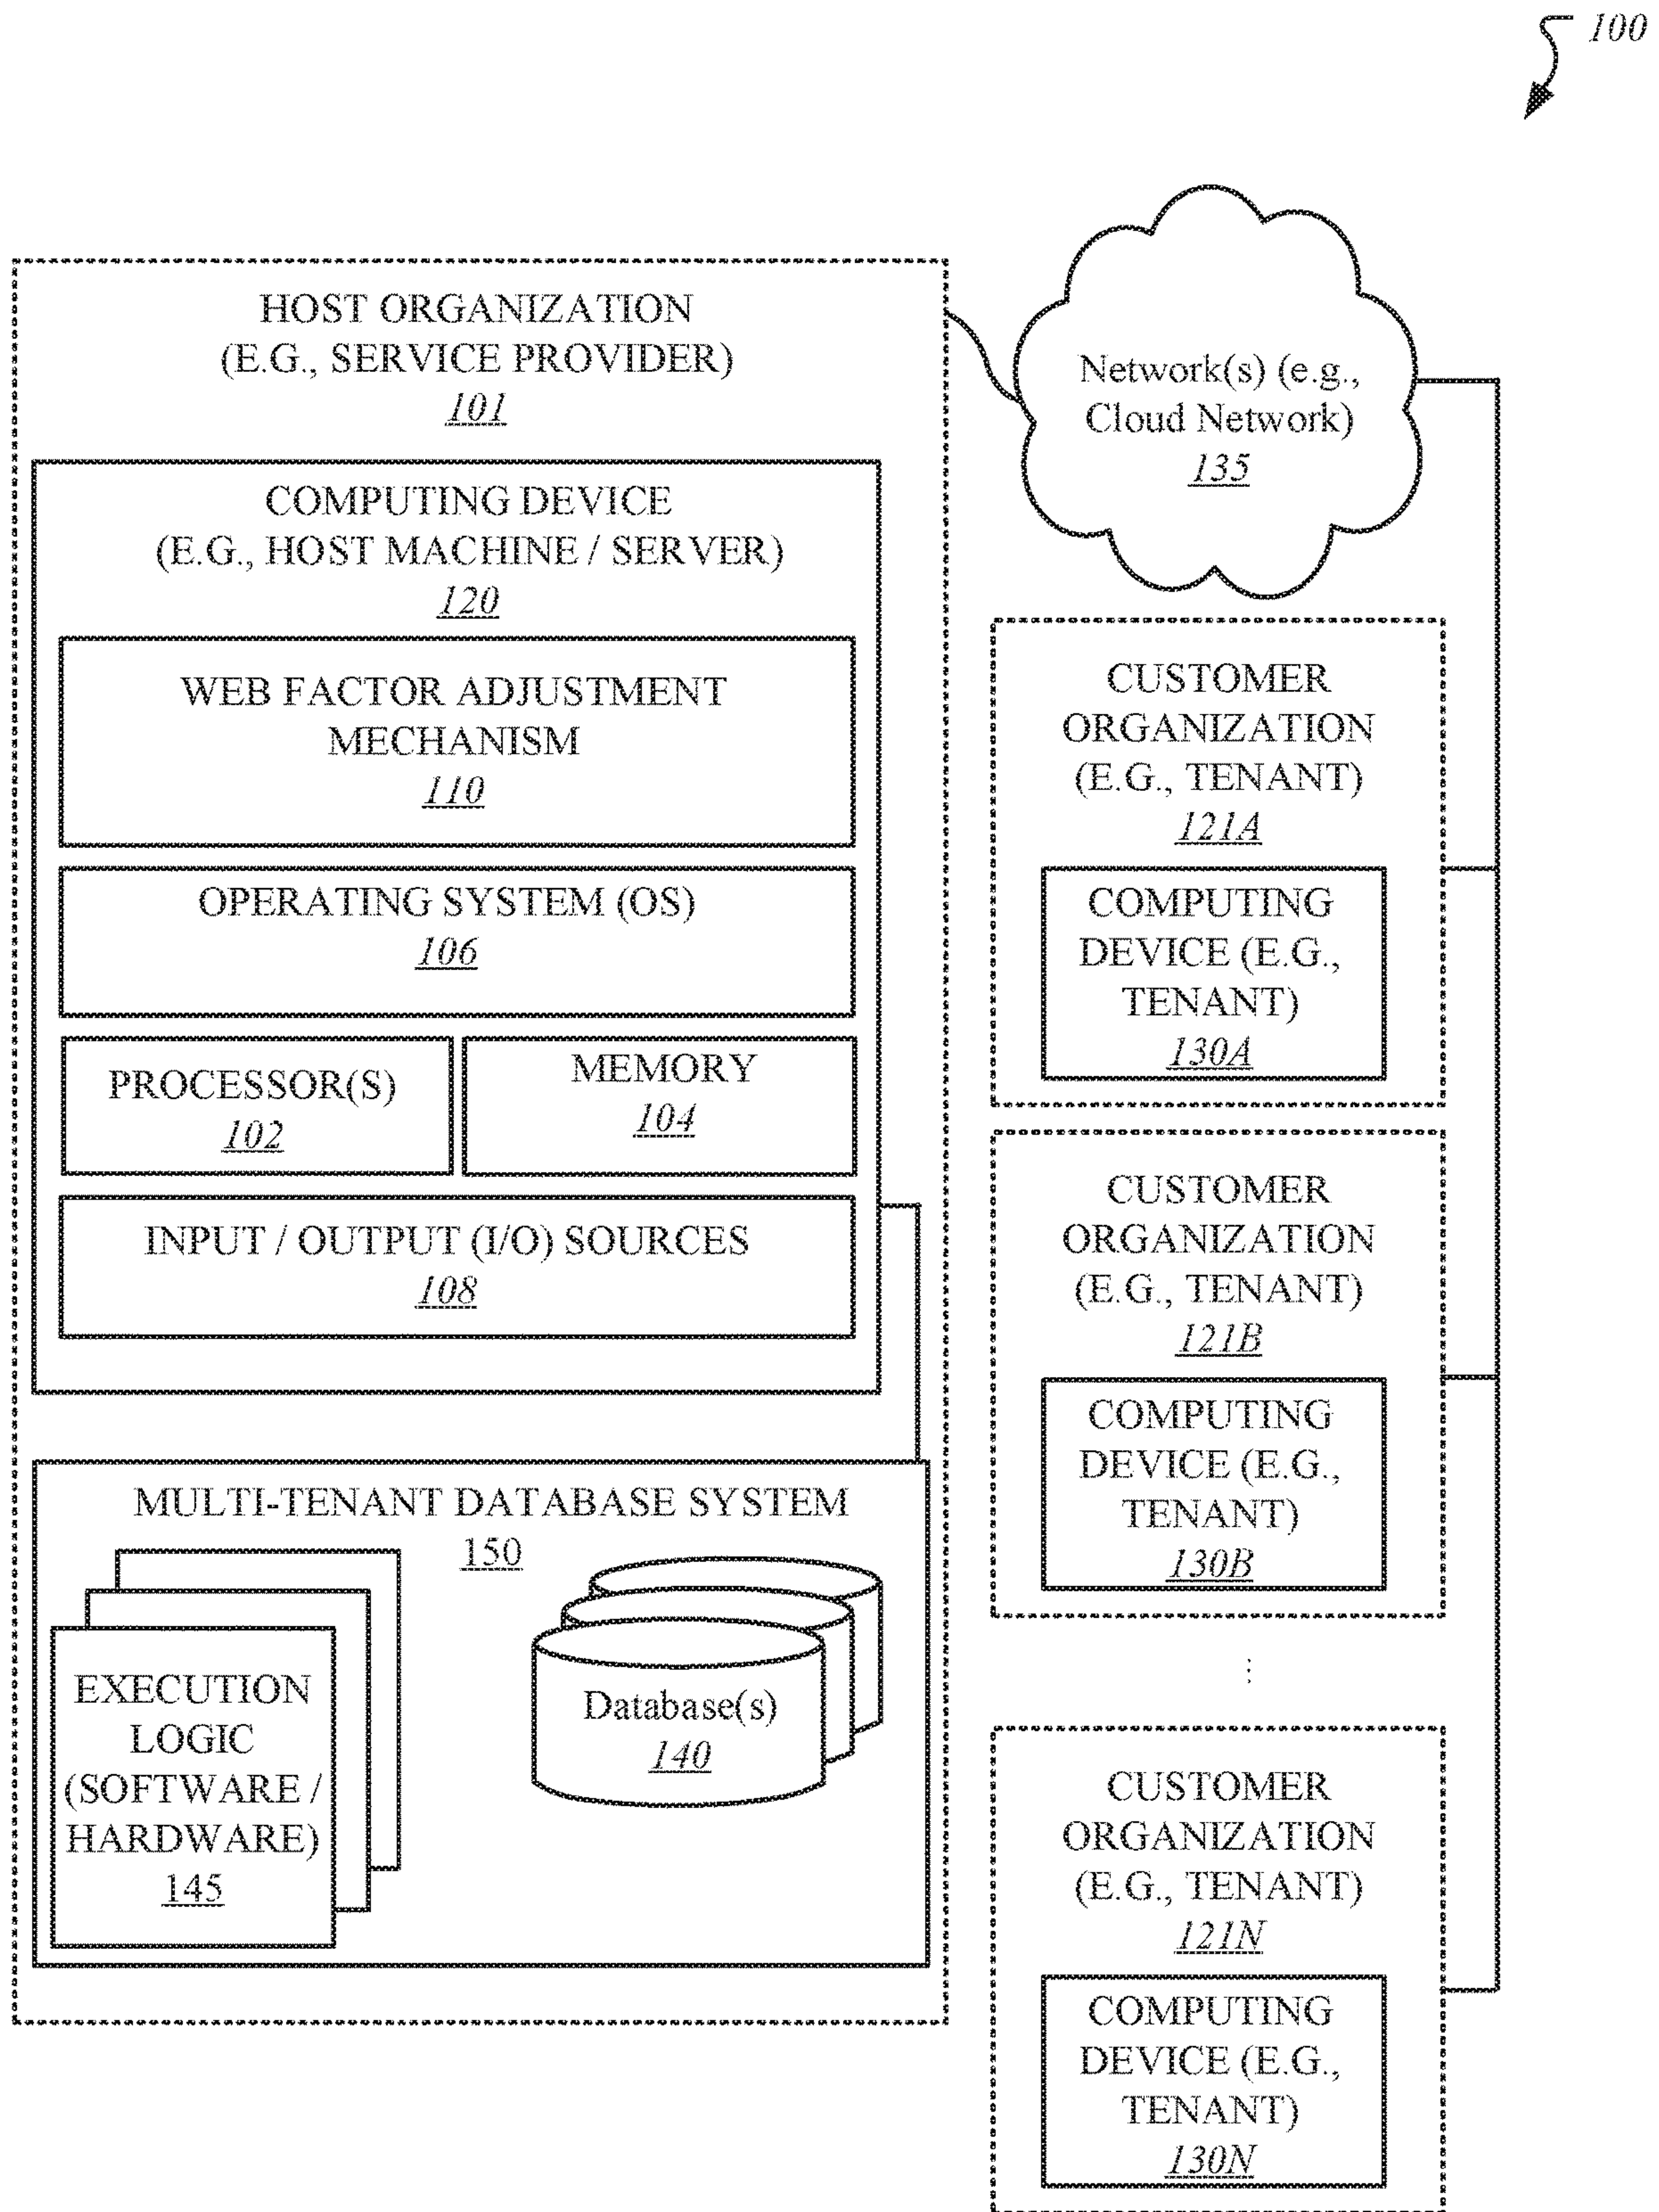 100
HOST ORGANIZATION
(E.G., SERVICE PROVIDER)
101
COMPUTING DEVICE
(E.G., HOST MACHINE / SERVER)
120
WEB FACTOR ADJUSTMENT
MECHANISM
110
OPERATING SYSTEM (OS)
106
PROCESSOR(S)
102
MEMORY
104
INPUT / OUTPUT (I/O) SOURCES
108
MULTI-TENANT DATABASE SYSTEM
150
EXECUTION
LOGIC
(SOFTWARE /
HARDWARE)
145
Database(s)
140
Network(s) (e.g.,
Cloud Network)
135
CUSTOMER
ORGANIZATION
(E.G., TENANT)
121A
COMPUTING
DEVICE (E.G.,
TENANT)
130A
CUSTOMER
ORGANIZATION
(E.G., TENANT)
121B
COMPUTING
DEVICE (E.G.,
TENANT)
130B
⋮
CUSTOMER
ORGANIZATION
(E.G., TENANT)
121N
COMPUTING
DEVICE (E.G.,
TENANT)
130N